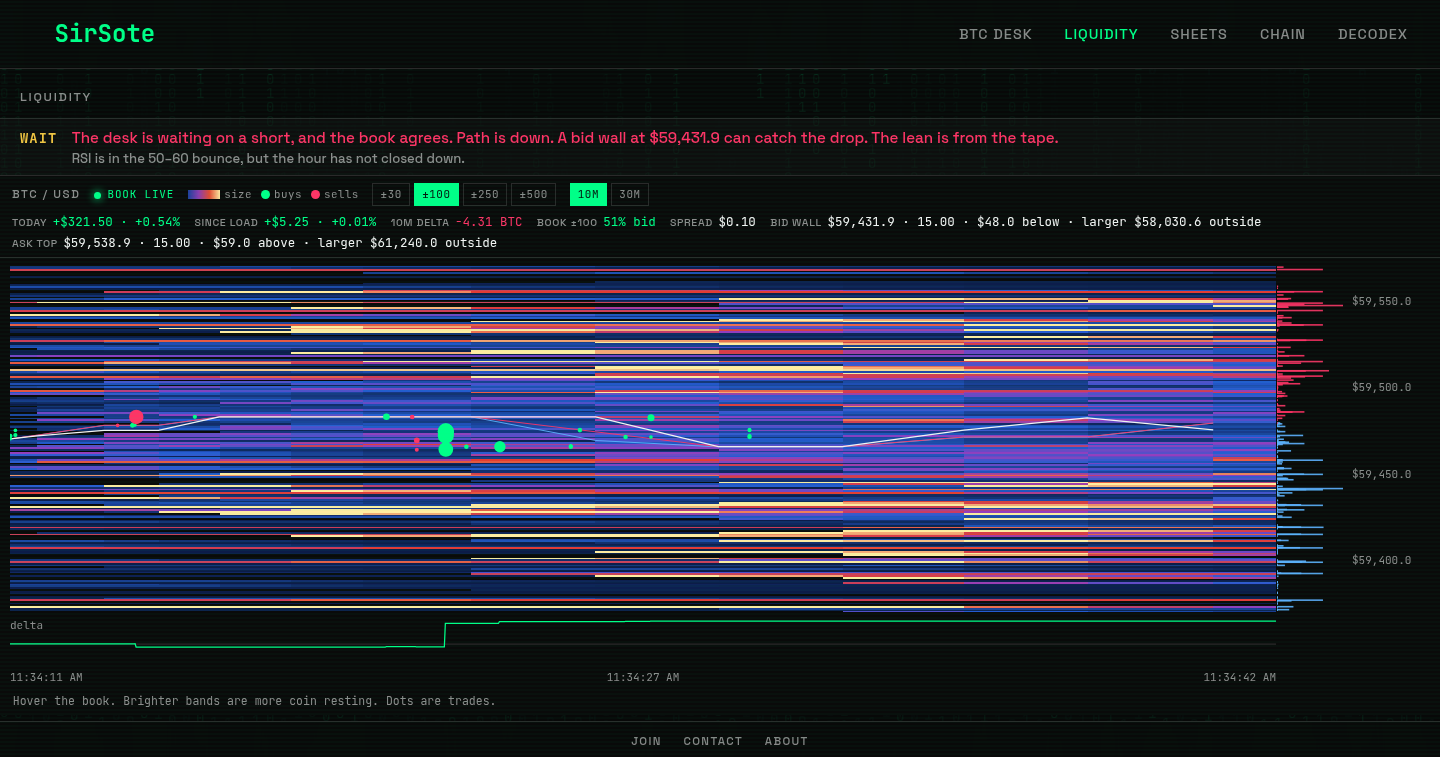 SirSote
BTC DESK LIQUIDITY SHEETS CHAIN DECODEX
LIQUIDITY
WAIT The desk is waiting on a short, and the book agrees. Path is down. A bid wall at $59,431.9 can catch the drop. The lean is from the tape.
RSI is in the 50–60 bounce, but the hour has not closed down.
BTC / USD BOOK LIVE size buys sells ±30 ±100 ±250 ±500 10M 30M
TODAY +$321.50 · +0.54% SINCE LOAD +$5.25 · +0.01% 10M DELTA -4.31 BTC BOOK ±100 51% bid SPREAD $0.10 BID WALL $59,431.9 · 15.00 · $48.0 below · larger $58,030.6 outside
ASK TOP $59,538.9 · 15.00 · $59.0 above · larger $61,240.0 outside
$59,550.0
$59,500.0
$59,450.0
$59,400.0
delta
11:34:11 AM 11:34:27 AM 11:34:42 AM
Hover the book. Brighter bands are more coin resting. Dots are trades.
JOIN CONTACT ABOUT